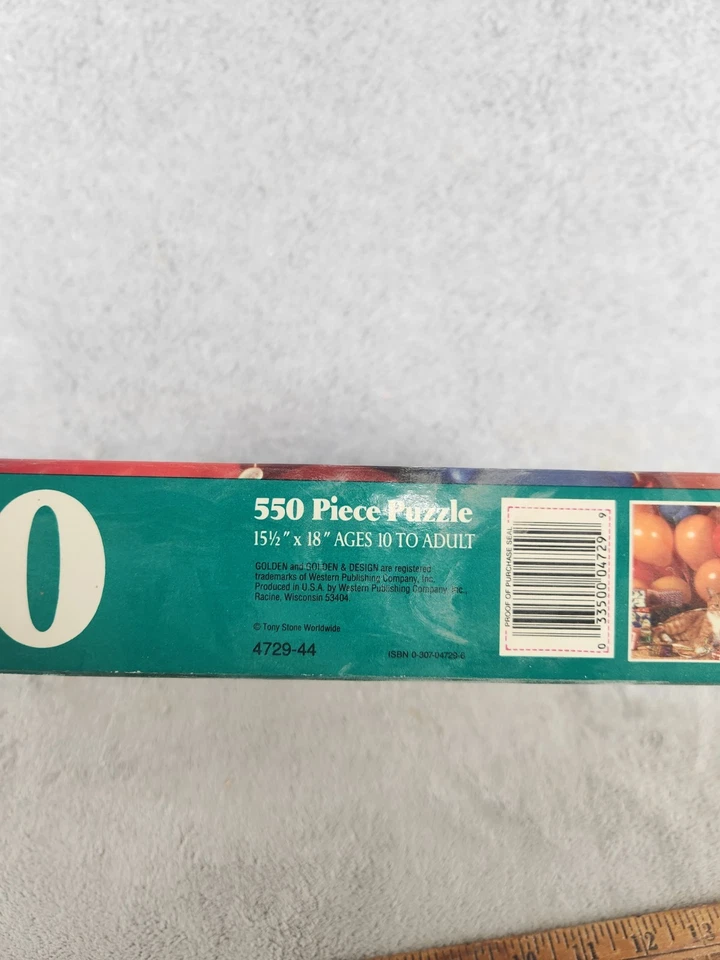 0
550 Piece Puzzle
15½" x 18" AGES 10 TO ADULT
GOLDEN and GOLDEN & DESIGN are registered
trademarks of Western Publishing Company, Inc.
Produced in U.S.A. by Western Publishing Company, Inc.,
Racine, Wisconsin 53404
© Tony Stone Worldwide
4729-44
ISBN 0-307-04729-6
PROOF OF PURCHASE SEAL
0 33500 04729 9
11 12 13